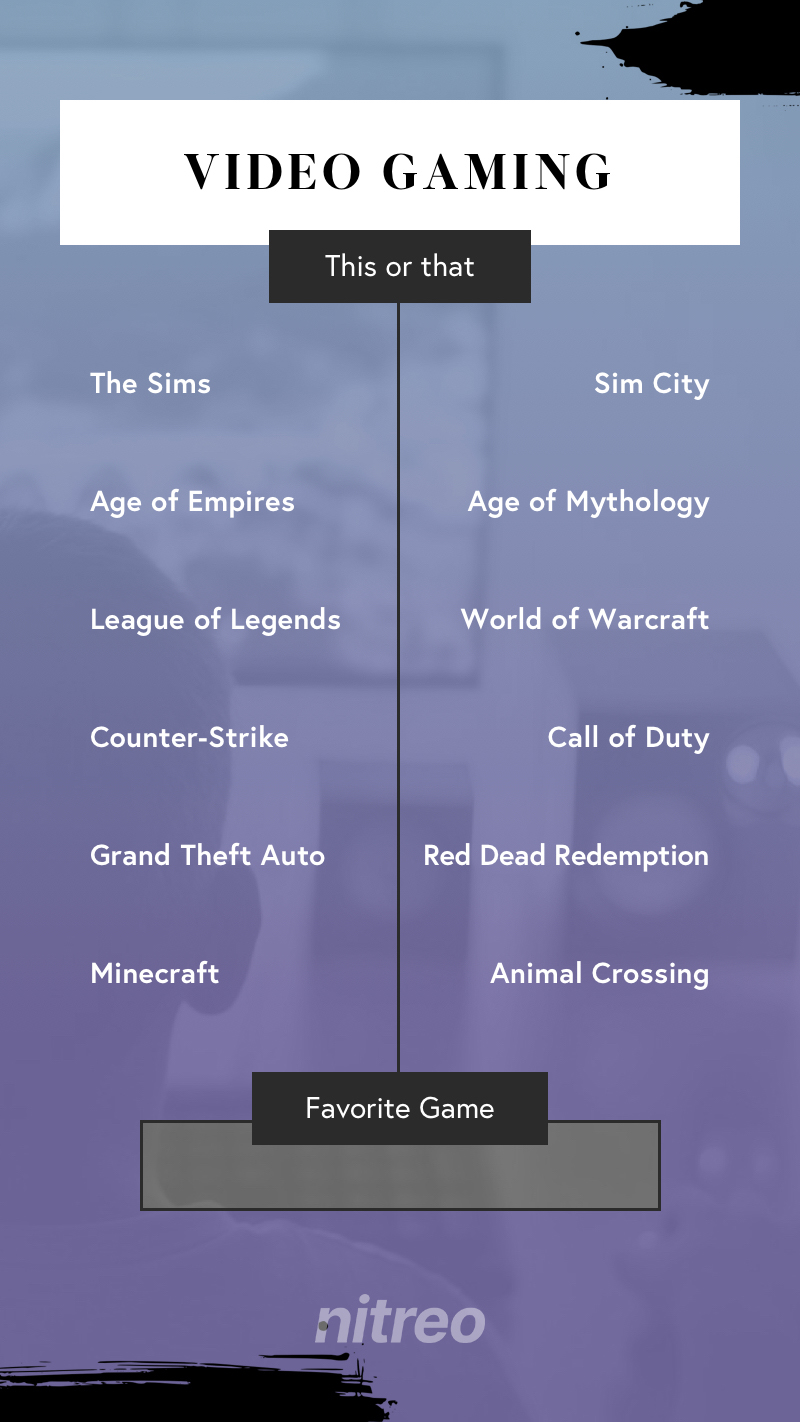 VIDEO GAMING
This or that
The Sims
Sim City
Age of Empires
Age of Mythology
League of Legends
World of Warcraft
Counter-Strike
Call of Duty
Grand Theft Auto
Red Dead Redemption
Minecraft
Animal Crossing
Favorite Game
nitreo